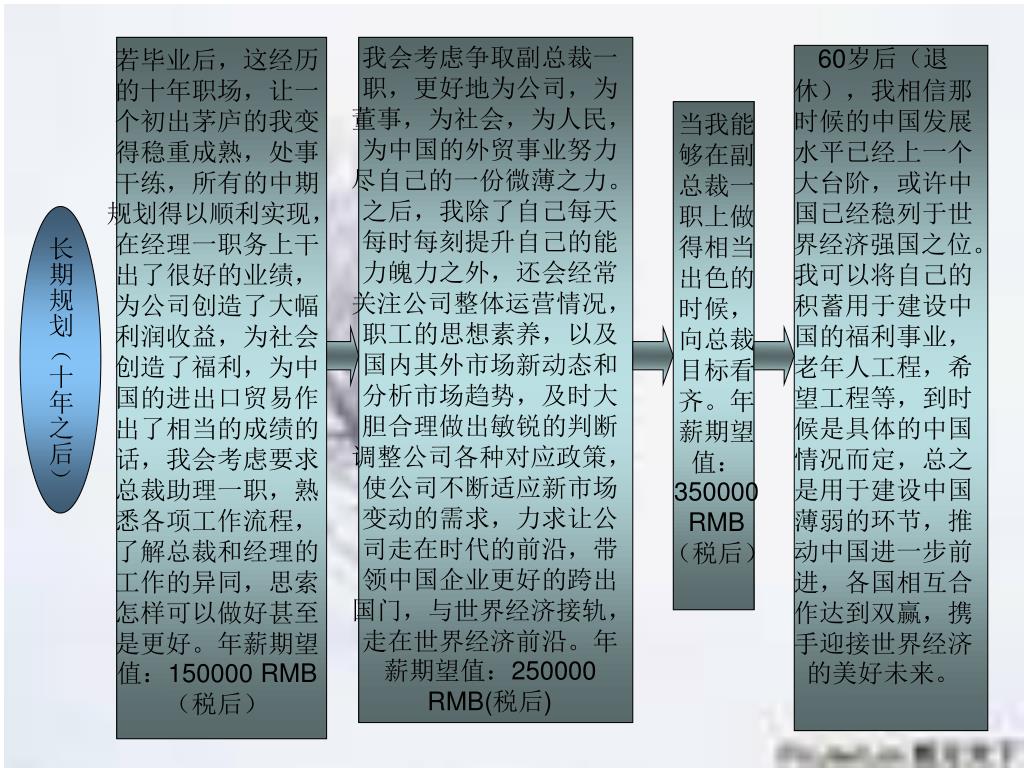 长期规划（十年之后）
若毕业后，这经历
的十年职场，让一
个初出茅庐的我变
得稳重成熟，处事
干练，所有的中期
规划得以顺利实现，
在经理一职务上干
出了很好的业绩，
为公司创造了大幅
利润收益，为社会
创造了福利，为中
国的进出口贸易作
出了相当的成绩的
话，我会考虑要求
总裁助理一职，熟
悉各项工作流程，
了解总裁和经理的
工作的异同，思索
怎样可以做好甚至
是更好。年薪期望
值：150000 RMB
（税后）
我会考虑争取副总裁一
职，更好地为公司，为
董事，为社会，为人民，
为中国的外贸事业努力
尽自己的一份微薄之力。
之后，我除了自己每天
每时每刻提升自己的能
力魄力之外，还会经常
关注公司整体运营情况，
职工的思想素养，以及
国内其外市场新动态和
分析市场趋势，及时大
胆合理做出敏锐的判断
调整公司各种对应政策，
使公司不断适应新市场
变动的需求，力求让公
司走在时代的前沿，带
领中国企业更好的跨出
国门，与世界经济接轨，
走在世界经济前沿。年
薪期望值：250000
RMB(税后)
当我能
够在副
总裁一
职上做
得相当
出色的
时候，
向总裁
目标看
齐。年
薪期望
值：
350000
RMB
（税后）
60岁后（退
休），我相信那
时候的中国发展
水平已经上一个
大台阶，或许中
国已经稳列于世
界经济强国之位。
我可以将自己的
积蓄用于建设中
国的福利事业，
老年人工程，希
望工程等，到时
候是具体的中国
情况而定，总之
是用于建设中国
薄弱的环节，推
动中国进一步前
进，各国相互合
作达到双赢，携
手迎接世界经济
的美好未来。